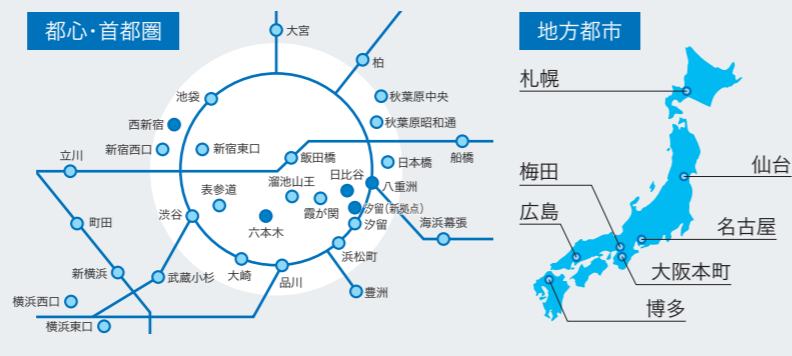 都心・首都圏
大宮
柏
池袋
秋葉原中央
西新宿
秋葉原昭和通
新宿西口
新宿東口
立川
飯田橋
日本橋
船橋
溜池山王
日比谷
八重洲
表参道
霞が関
汐留（新拠点）
渋谷
六本木
汐留
海浜幕張
町田
浜松町
新横浜
武蔵小杉
大崎
品川
豊洲
横浜西口
横浜東口
地方都市
札幌
仙台
梅田
広島
名古屋
大阪本町
博多